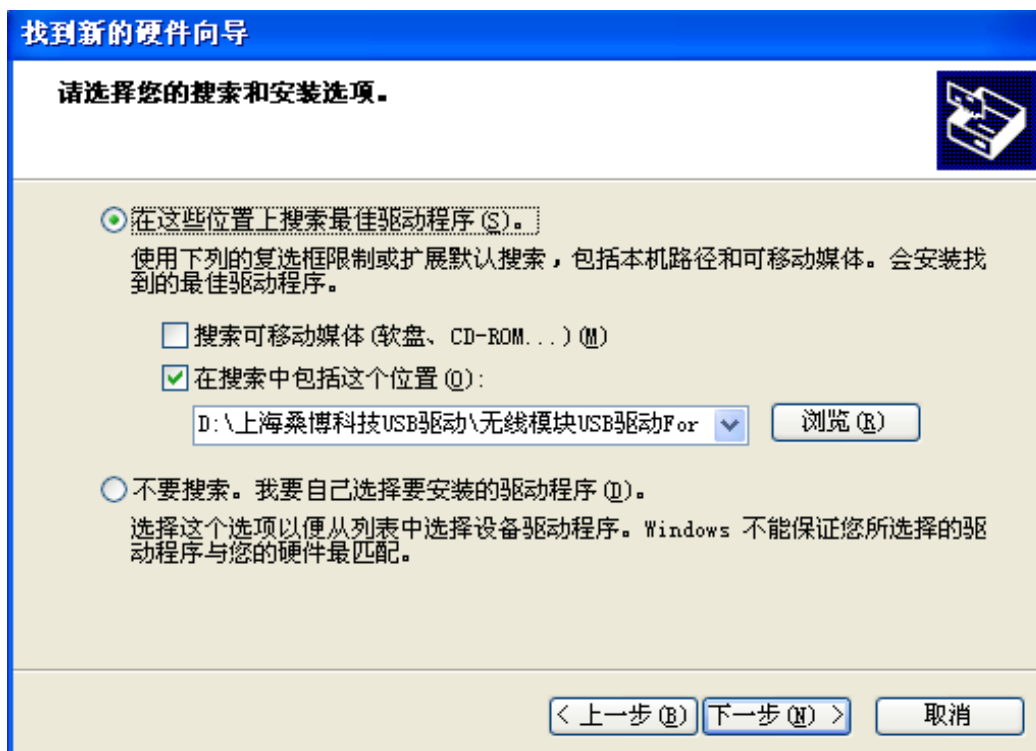 找到新的硬件向导
请选择您的搜索和安装选项。
在这些位置上搜索最佳驱动程序(S)。
使用下列的复选框限制或扩展默认搜索，包括本机路径和可移动媒体。会安装找
到的最佳驱动程序。
搜索可移动媒体(软盘、CD-ROM...)(M)
在搜索中包括这个位置(O):
D:\上海桑博科技USB驱动\无线模块USB驱动For
浏览(R)
不要搜索。我要自己选择要安装的驱动程序(D)。
选择这个选项以便从列表中选择设备驱动程序。Windows 不能保证您所选择的驱
动程序与您的硬件最匹配。
< 上一步(B) 下一步(N) > 取消